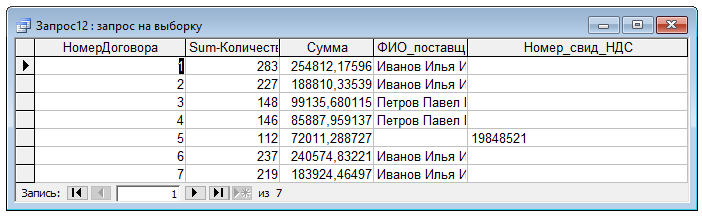 Запрос12 : запрос на выборку
НомерДоговора Sum-Количеств Сумма ФИО_поставщ Номер_свид_НДС
1 283 254812,17596 Иванов Илья И
2 227 188810,33539 Иванов Илья И
3 148 99135,680115 Петров Павел I
4 146 85887,959137 Петров Павел I
5 112 72011,288727 19848521
6 237 240574,83221 Иванов Илья И
7 219 183924,46497 Иванов Илья И
Запись: 1 из 7